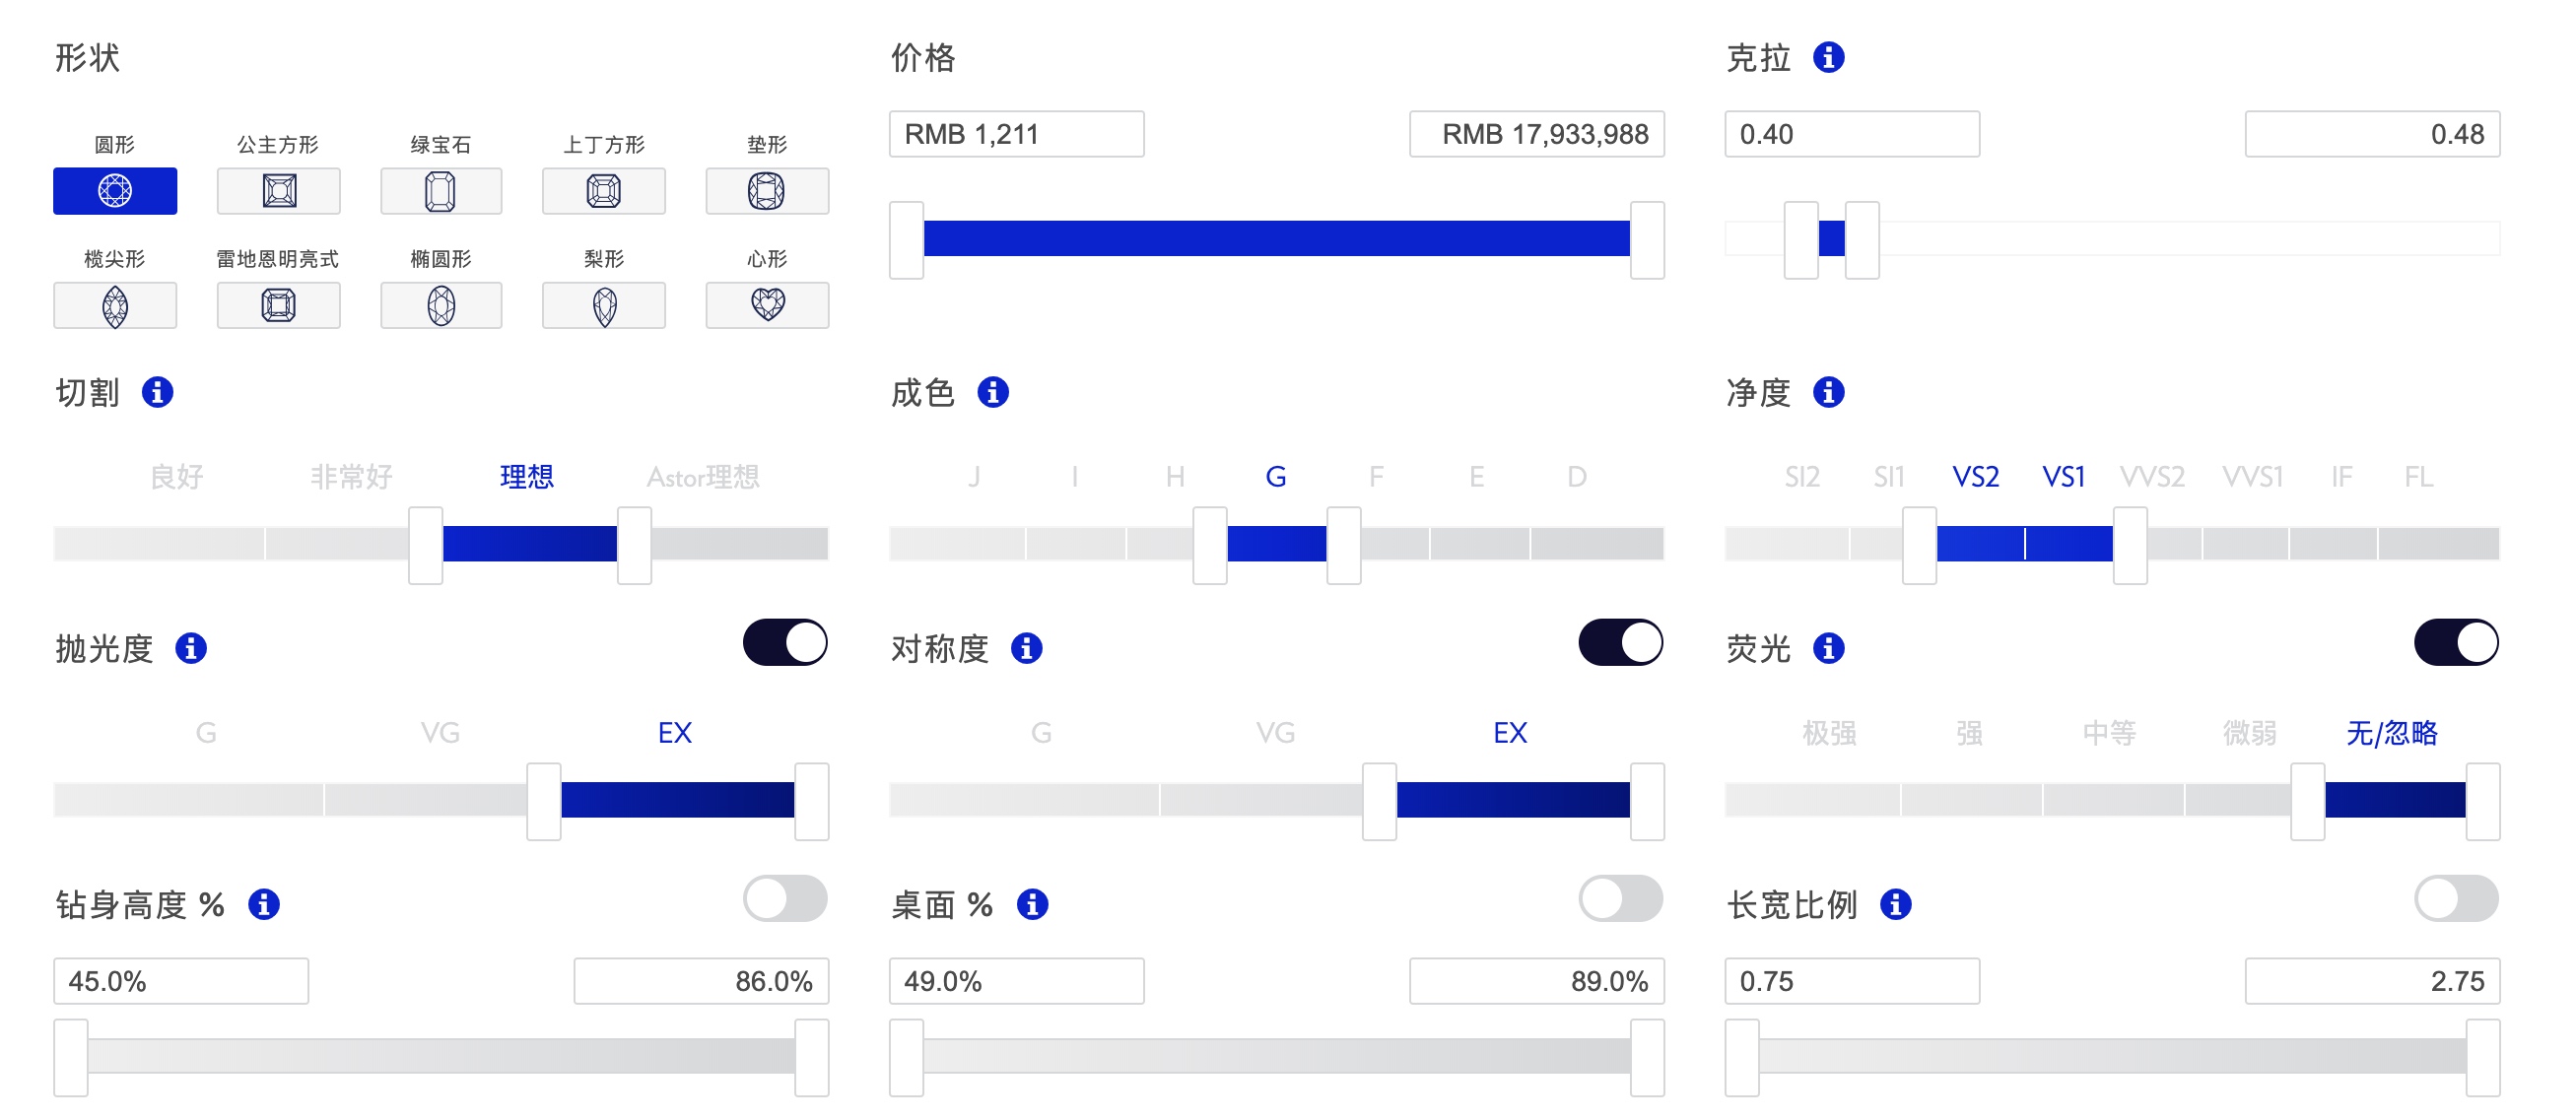 形状
圆形 公主方形 绿宝石 上丁方形 垫形
榄尖形 雷地恩明亮式 椭圆形 梨形 心形
价格
RMB 1,211 RMB 17,933,988
克拉
0.40 0.48
切割
良好 非常好 理想 Astor理想
成色
J I H G F E D
净度
SI2 SI1 VS2 VS1 VVS2 VVS1 IF FL
抛光度
G VG EX
对称度
G VG EX
荧光
极强 强 中等 微弱 无/忽略
钻身高度 %
45.0% 86.0%
桌面 %
49.0% 89.0%
长宽比例
0.75 2.75